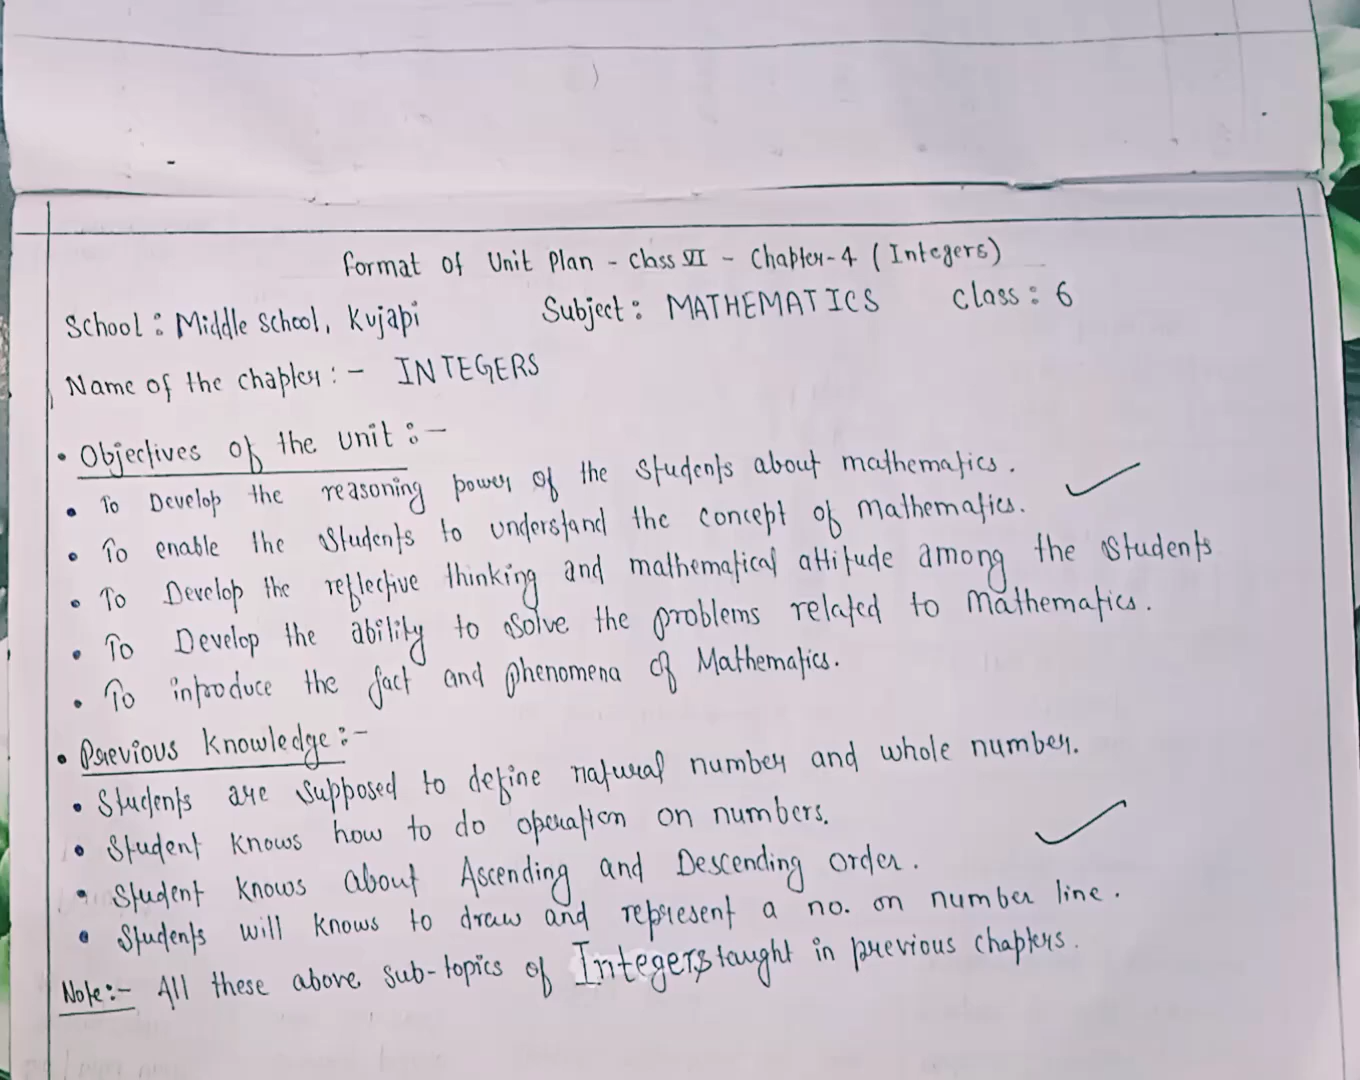 Format of Unit Plan - Class VI - Chapter-4 (Integers)
School : Middle School, Kujapi Subject : MATHEMATICS Class : 6
Name of the chapter :- INTEGERS
• Objectives of the unit :-
• To Develop the reasoning power of the students about mathematics.
• To enable the students to understand the concept of mathematics.
• To Develop the reflective thinking and mathematical attitude among the students
• To Develop the ability to solve the problems related to mathematics.
• To introduce the fact and phenomena of Mathematics.
• Previous Knowledge :-
• Students are supposed to define natural number and whole number.
• Student knows how to do operation on numbers.
• Student knows about Ascending and Descending order.
• Students will knows to draw and represent a no. on number line.
Note:- All these above sub-topics of Integers taught in previous chapters.